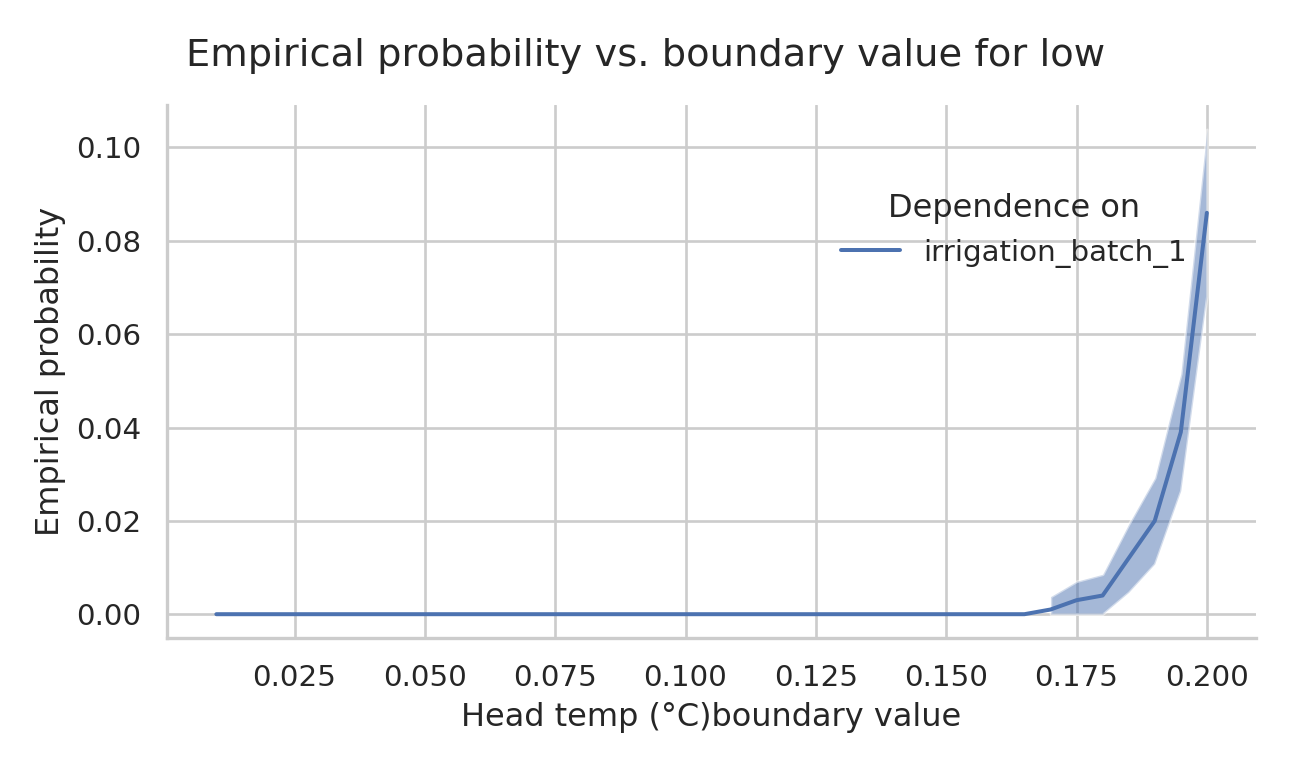 Empirical probability vs. boundary value for low
0.10
0.08
0.06
0.04
0.02
0.00
Empirical probability
Dependence on
irrigation_batch_1
0.025 0.050 0.075 0.100 0.125 0.150 0.175 0.200
Head temp (°C)boundary value